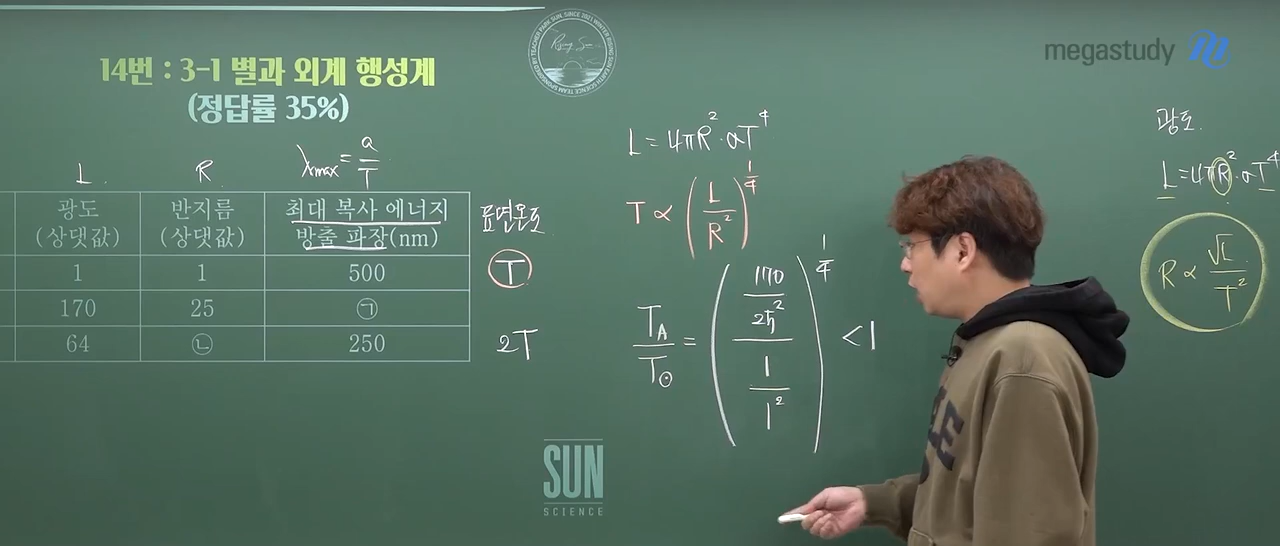 megastudy
14번 : 3-1 별과 외계 행성계
(정답률 35%)
L
R
λmax = a/T
광도
(상댓값)
반지름
(상댓값)
최대 복사 에너지
방출 파장(nm)
표면온도
1
1
500
T
170
25
㉠
64
㉡
250
2T
L = 4πR²·σT⁴
T ∝ (L/R²)^(1/4)
T_A/T_⊙ = ((170/25²)/(1/1²))^(1/4) < 1
광도.
L=4πR²·σT⁴
R ∝ √L/T²
SUN
SCIENCE